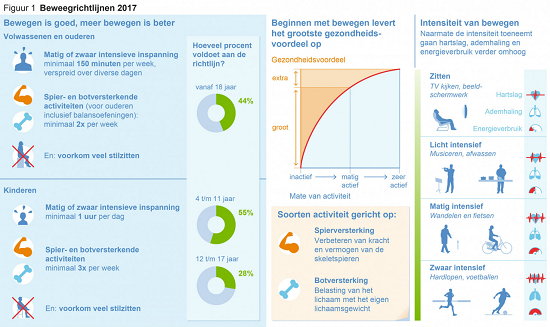 Figuur 1 Beweegrichtlijnen 2017
Bewegen is goed, meer bewegen is beter
Volwassenen en ouderen
Matig of zwaar intensieve inspanning
minimaal 150 minuten per week,
verspreid over diverse dagen
Spier- en botversterkende
activiteiten (voor ouderen
inclusief balansoefeningen):
minimaal 2x per week
En: voorkom veel stilzitten
Hoeveel procent
voldoet aan de
richtlijn?
vanaf 18 jaar
44%
Kinderen
Matig of zwaar intensieve inspanning
minimaal 1 uur per dag
Spier- en botversterkende
activiteiten
minimaal 3x per week
En: voorkom veel stilzitten
4 t/m 11 jaar
55%
12 t/m 17 jaar
28%
Beginnen met bewegen levert
het grootste gezondheids-
voordeel op
Gezondheidsvoordeel
extra
groot
inactief
matig
actief
zeer
actief
Mate van activiteit
Soorten activiteit gericht op:
Spierversterking
Verbeteren van kracht
en vermogen van de
skeletspieren
Botversterking
Belasting van het
lichaam met het eigen
lichaamsgewicht
Intensiteit van bewegen
Naarmate de intensiteit toeneemt
gaan hartslag, ademhaling en
energieverbruik verder omhoog
Zitten
TV kijken, beeld-
schermwerk
Hartslag
Ademhaling
Energieverbruik
Licht intensief
Musiceren, afwassen
Matig intensief
Wandelen en fietsen
Zwaar intensief
Hardlopen, voetballen